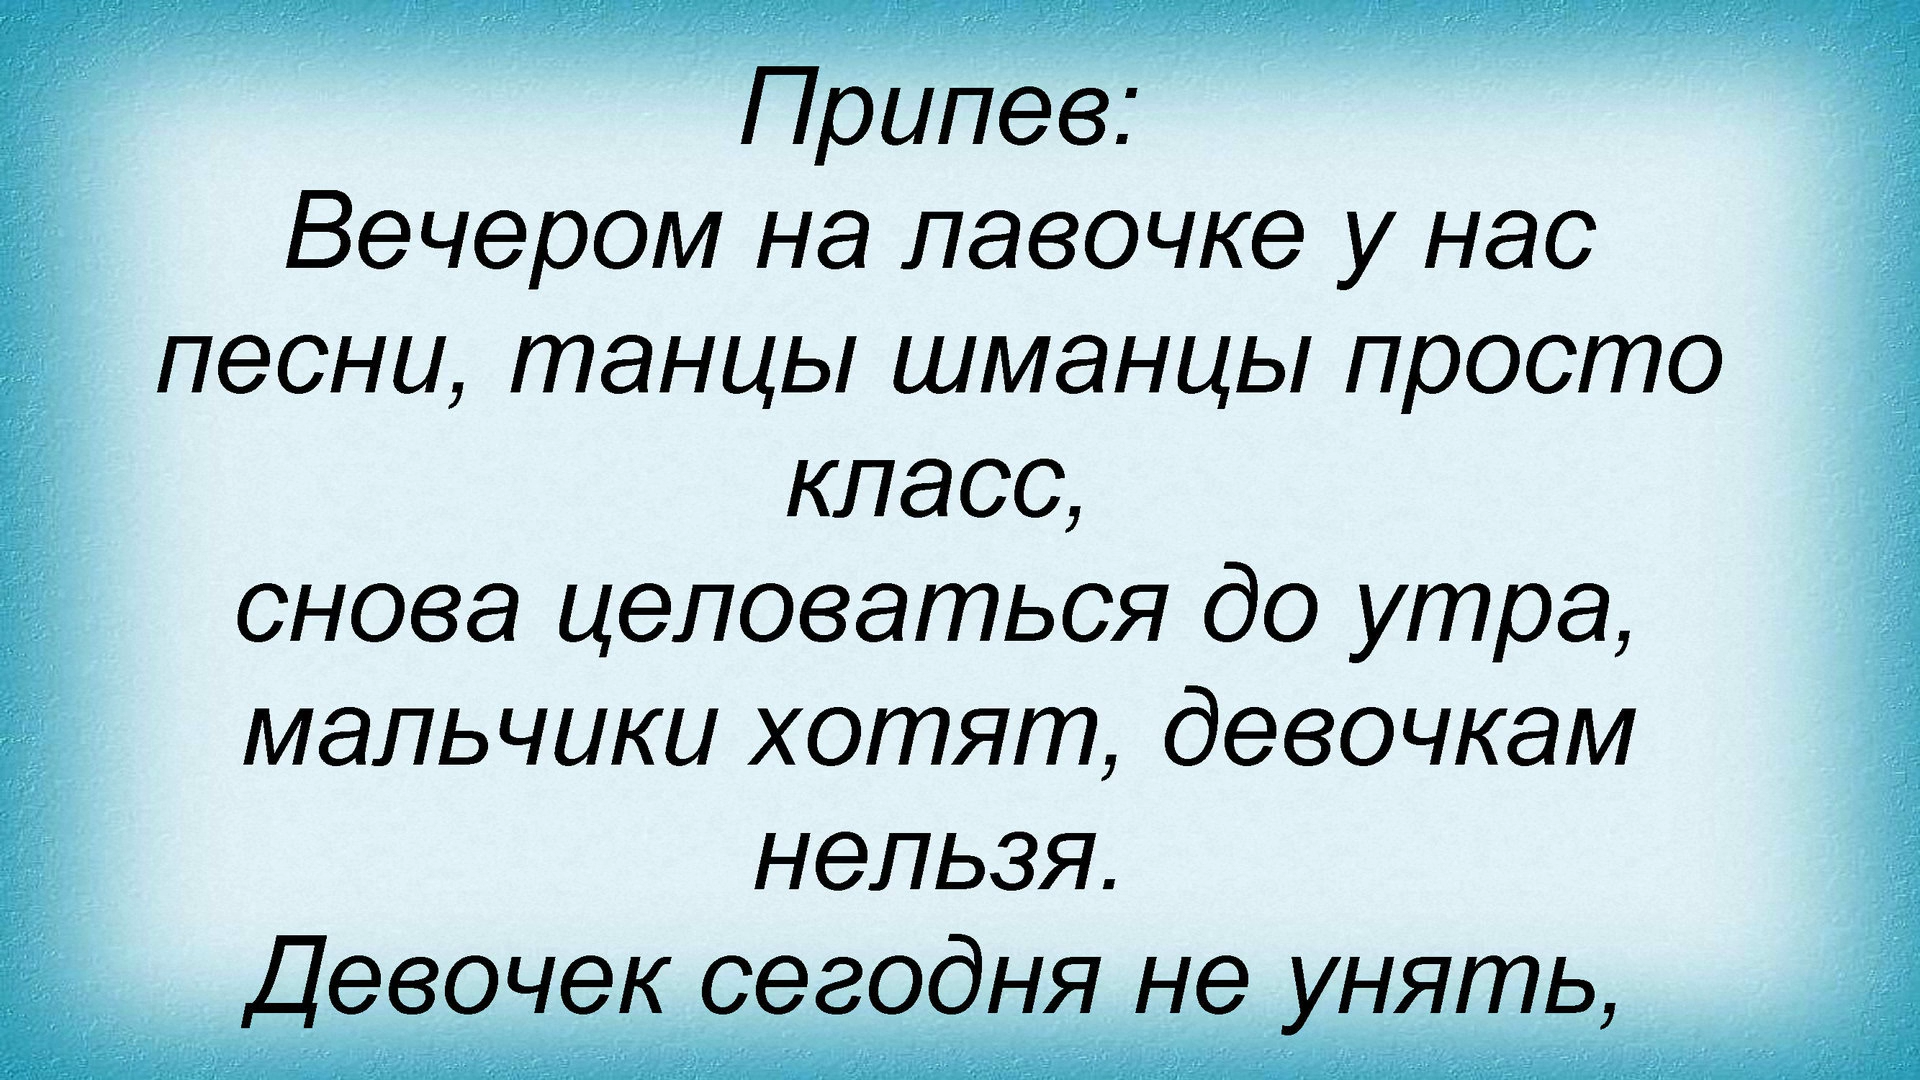 Припев:
Вечером на лавочке у нас
песни, танцы шманцы просто
класс,
снова целоваться до утра,
мальчики хотят, девочкам
нельзя.
Девочек сегодня не унять,